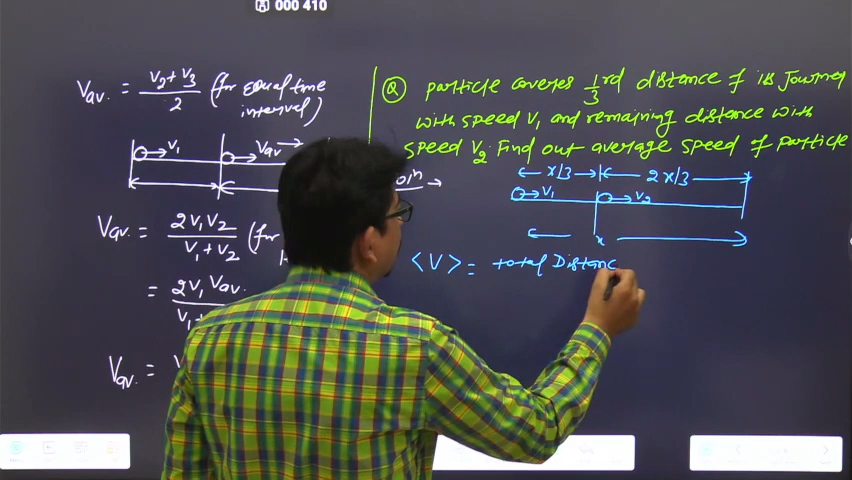 000 410
Vav. = V2+V3/2 (for equal time
interval)
V1 Vav
Vav. = 2V1V2/V1+V2 (for
= 2V1 Vav./V1+
Vav. =
Q particle covers 1/3rd distance of its Journey
with speed V1 and remaining distance with
speed V2. Find out average speed of particle
x/3 2x/3
V1 V2
x
<V> = total Distanc